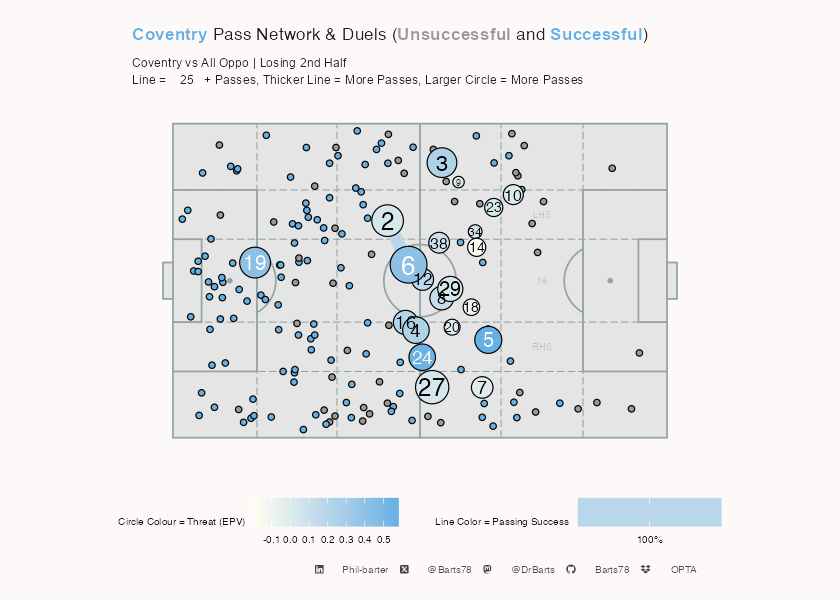 Coventry Pass Network & Duels (Unsuccessful and Successful)
Coventry vs All Oppo | Losing 2nd Half
Line = 25 + Passes, Thicker Line = More Passes, Larger Circle = More Passes
3
9
10
23
LHS
2
34
38
14
19
6
12
14
29
8
18
16
4
20
5
RHS
24
27
7
Circle Colour = Threat (EPV)
-0.1 0.0 0.1 0.2 0.3 0.4 0.5
Line Color = Passing Success
100%
Phil-barter @Barts78 @DrBarts Barts78 OPTA